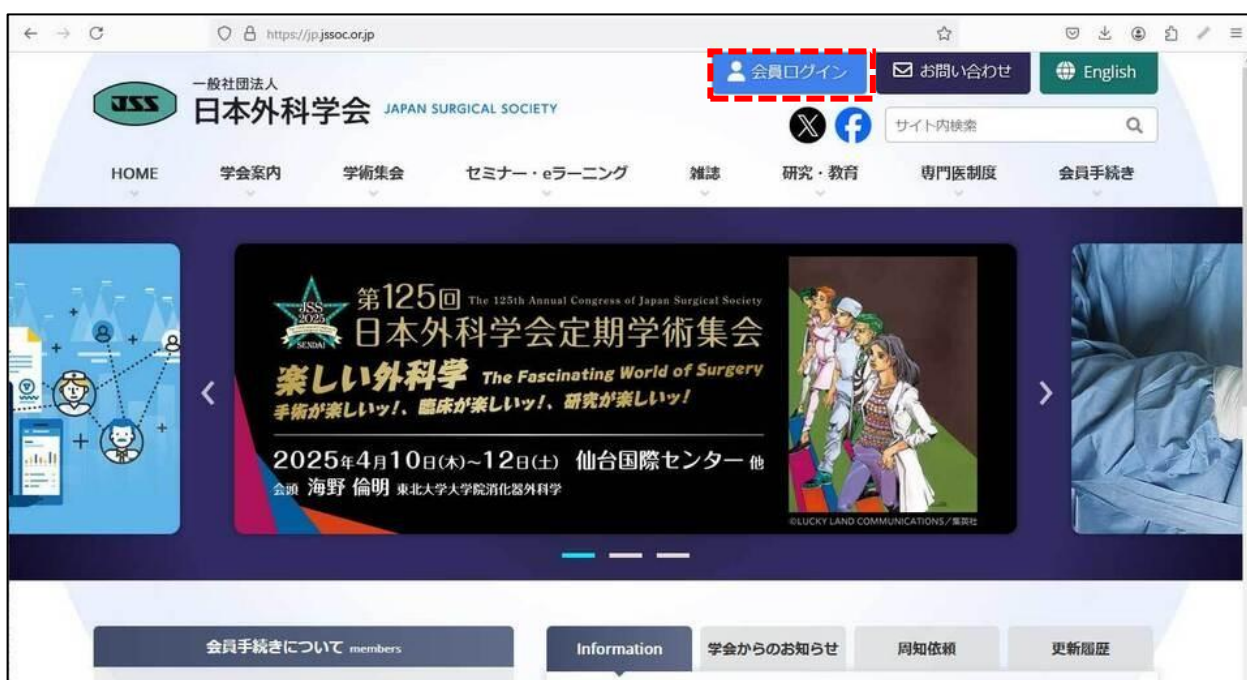 https://jp.jssoc.or.jp
会員ログイン
お問い合わせ
English
JSS
一般社団法人
日本外科学会 JAPAN SURGICAL SOCIETY
サイト内検索
HOME 学会案内 学術集会 セミナー・eラーニング 雑誌 研究・教育 専門医制度 会員手続き
JSS
2025
SENDAI
第125回 The 125th Annual Congress of Japan Surgical Society
日本外科学会定期学術集会
楽しい外科学 The Fascinating World of Surgery
手術が楽しいッ!、臨床が楽しいッ!、研究が楽しいッ!
2025年4月10日(木)~12日(土) 仙台国際センター 他
会頭 海野 倫明 東北大学大学院消化器外科学
©LUCKY LAND COMMUNICATIONS/集英社
会員手続きについて members
Information 学会からのお知らせ 周知依頼 更新履歴